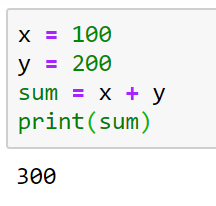 x = 100
y = 200
sum = x + y
print(sum)
300